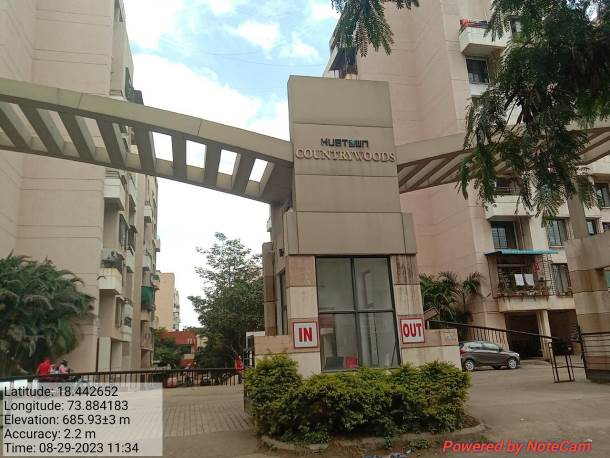 HUBTOWN
COUNTRYWOODS
IN
OUT
Latitude: 18.442652
Longitude: 73.884183
Elevation: 685.93±3 m
Accuracy: 2.2 m
Time: 08-29-2023 11:34
Powered by NoteCam